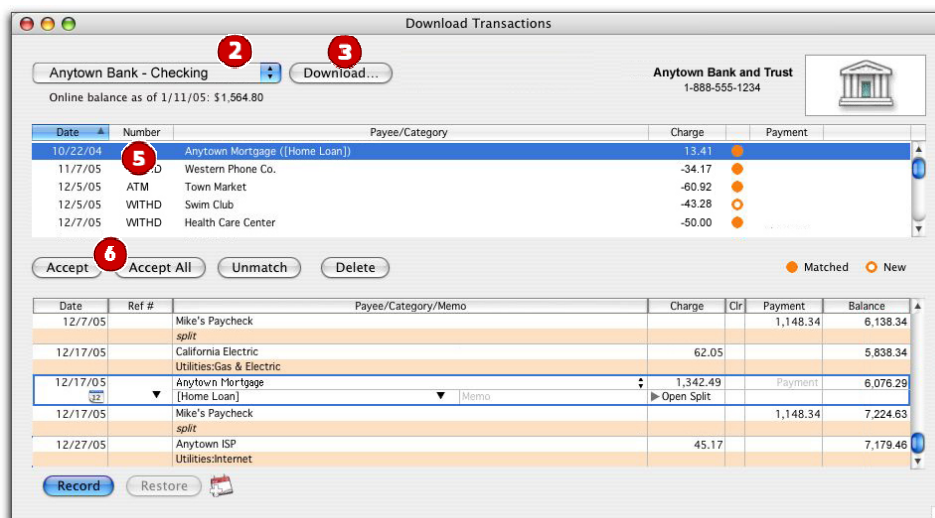 Download Transactions
2 3
Anytown Bank - Checking Download...
Anytown Bank and Trust
1-888-555-1234
Online balance as of 1/11/05: $1,564.80
Date Number Payee/Category Charge Payment
10/22/04 Anytown Mortgage ([Home Loan]) 13.41
5
11/7/05 Western Phone Co. -34.17
12/5/05 ATM Town Market -60.92
12/5/05 WITHD Swim Club -43.28
12/7/05 WITHD Health Care Center -50.00
6
Accept Accept All Unmatch Delete Matched New
Date Ref # Payee/Category/Memo Charge Clr Payment Balance
12/7/05 Mike's Paycheck 1,148.34 6,138.34
split
12/17/05 California Electric 62.05 5,838.34
Utilities:Gas & Electric
12/17/05 Anytown Mortgage 1,342.49 Payment 6,076.29
12 [Home Loan] Memo Open Split
12/17/05 Mike's Paycheck 1,148.34 7,224.63
split
12/27/05 Anytown ISP 45.17 7,179.46
Utilities:Internet
Record Restore